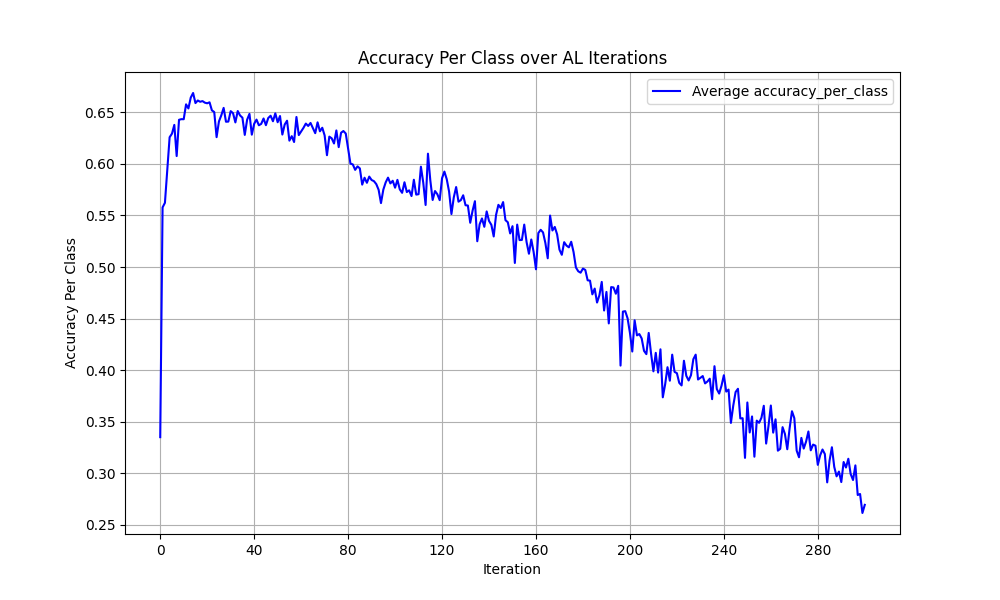 Accuracy Per Class over AL Iterations
Average accuracy_per_class
Accuracy Per Class
0.65
0.60
0.55
0.50
0.45
0.40
0.35
0.30
0.25
0 40 80 120 160 200 240 280
Iteration